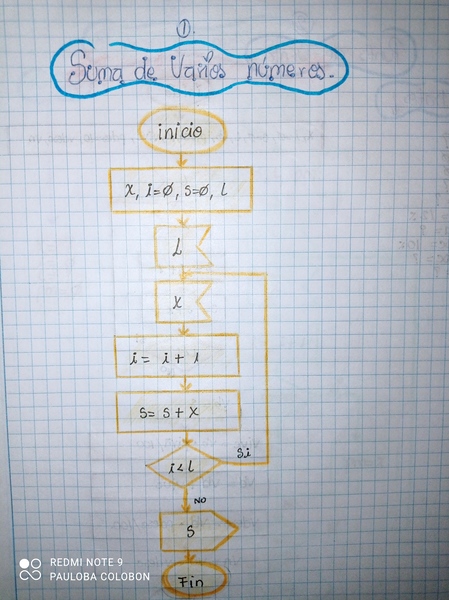 ①.
Suma de Varios números.
inicio
X, i=Ø, S=Ø, L
L
X
i= i + 1
S= S + X
i<L
Si
NO
S
Fin
REDMI NOTE 9
PAULOBA COLOBON